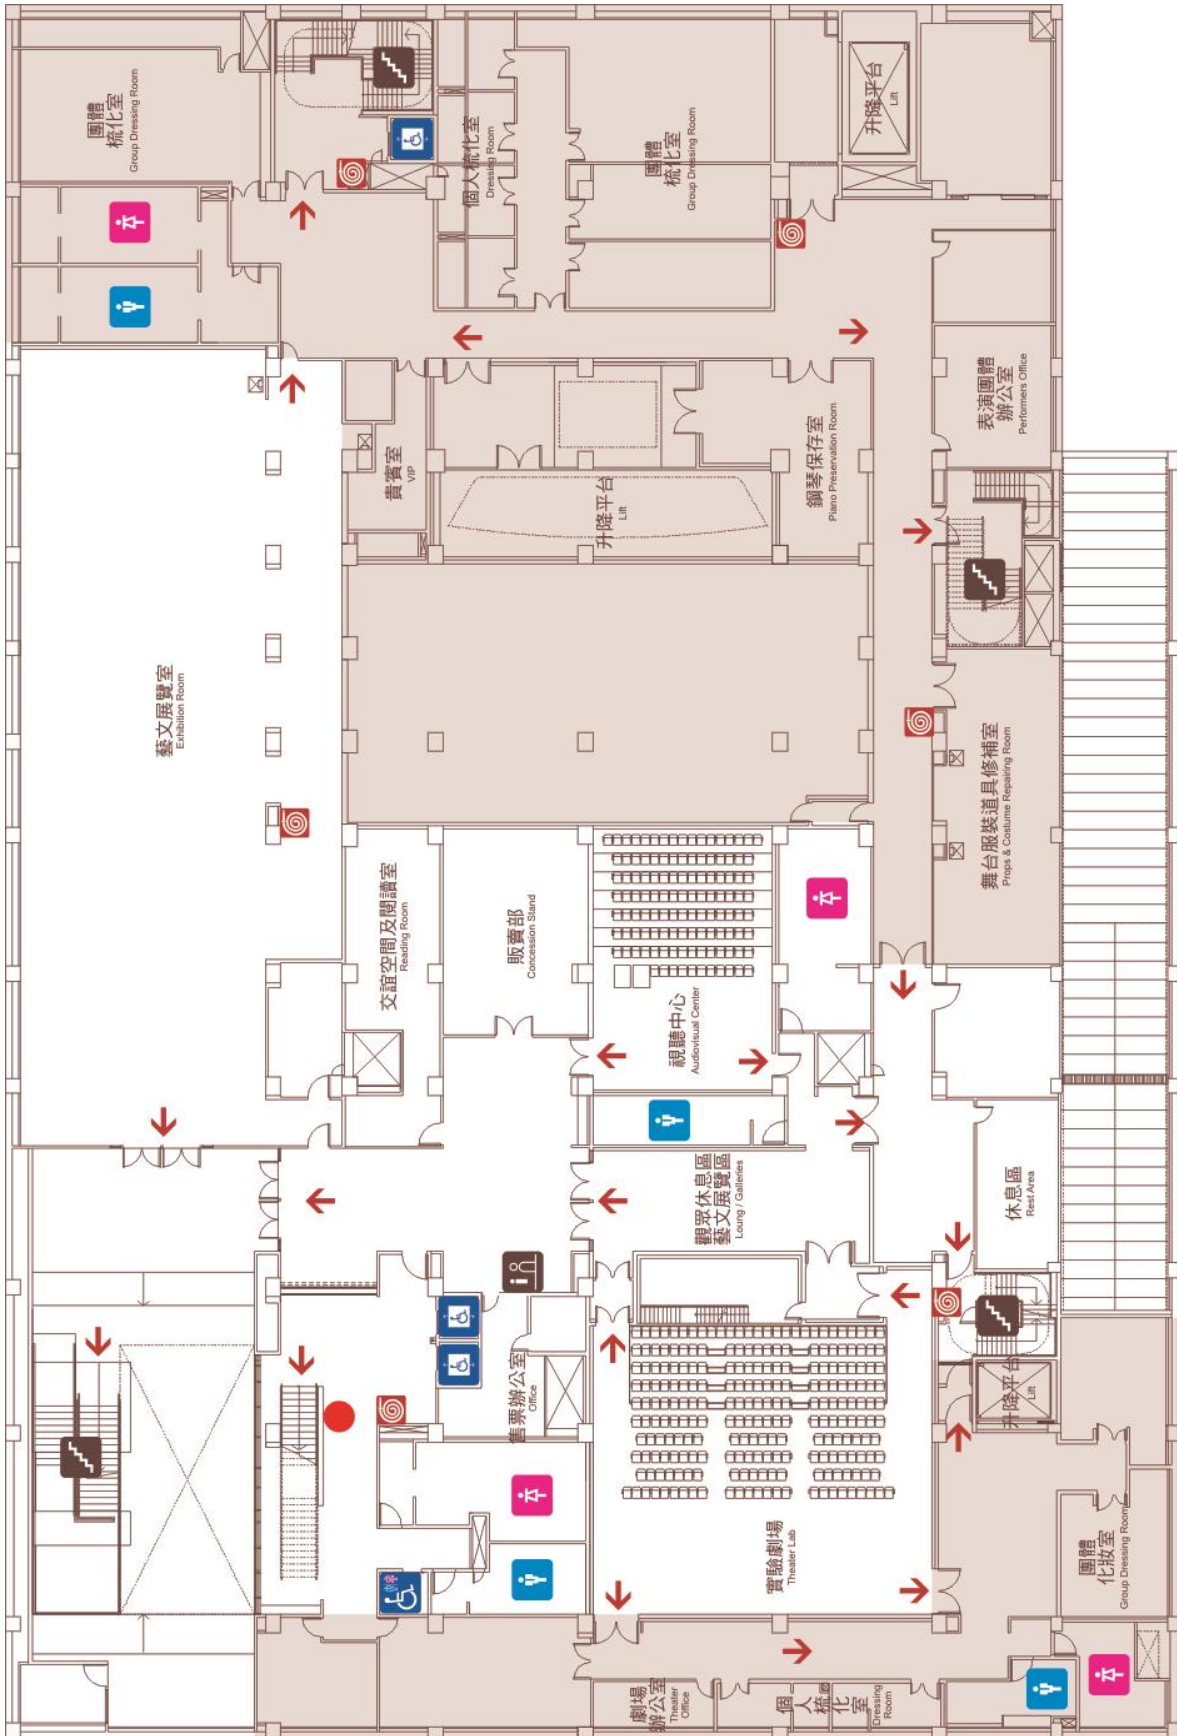 團體
梳化室
Group Dressing Room
個人梳化室
Dressing Room
團體
梳化室
Group Dressing Room
升降平台
Lift
表演團體
辦公室
Performers Office
貴賓室
VIP
升降平台
Lift
鋼琴保存室
Piano Preservation Room
藝文展覽室
Exhibition Room
舞台服裝道具修補室
Props & Costume Repairing Room
交誼空間及閱讀室
Reading Room
販賣部
Concession Stand
視聽中心
Audiovisual Center
觀眾休息區
藝文展覽區
Loung / Galleries
休息區
Rest Area
售票辦公室
Office
升降平台
Lift
實驗劇場
Theater Lab
團體
化妝室
Group Dressing Room
劇場
辦公室
Theater
Office
個人梳化室
Dressing
Room